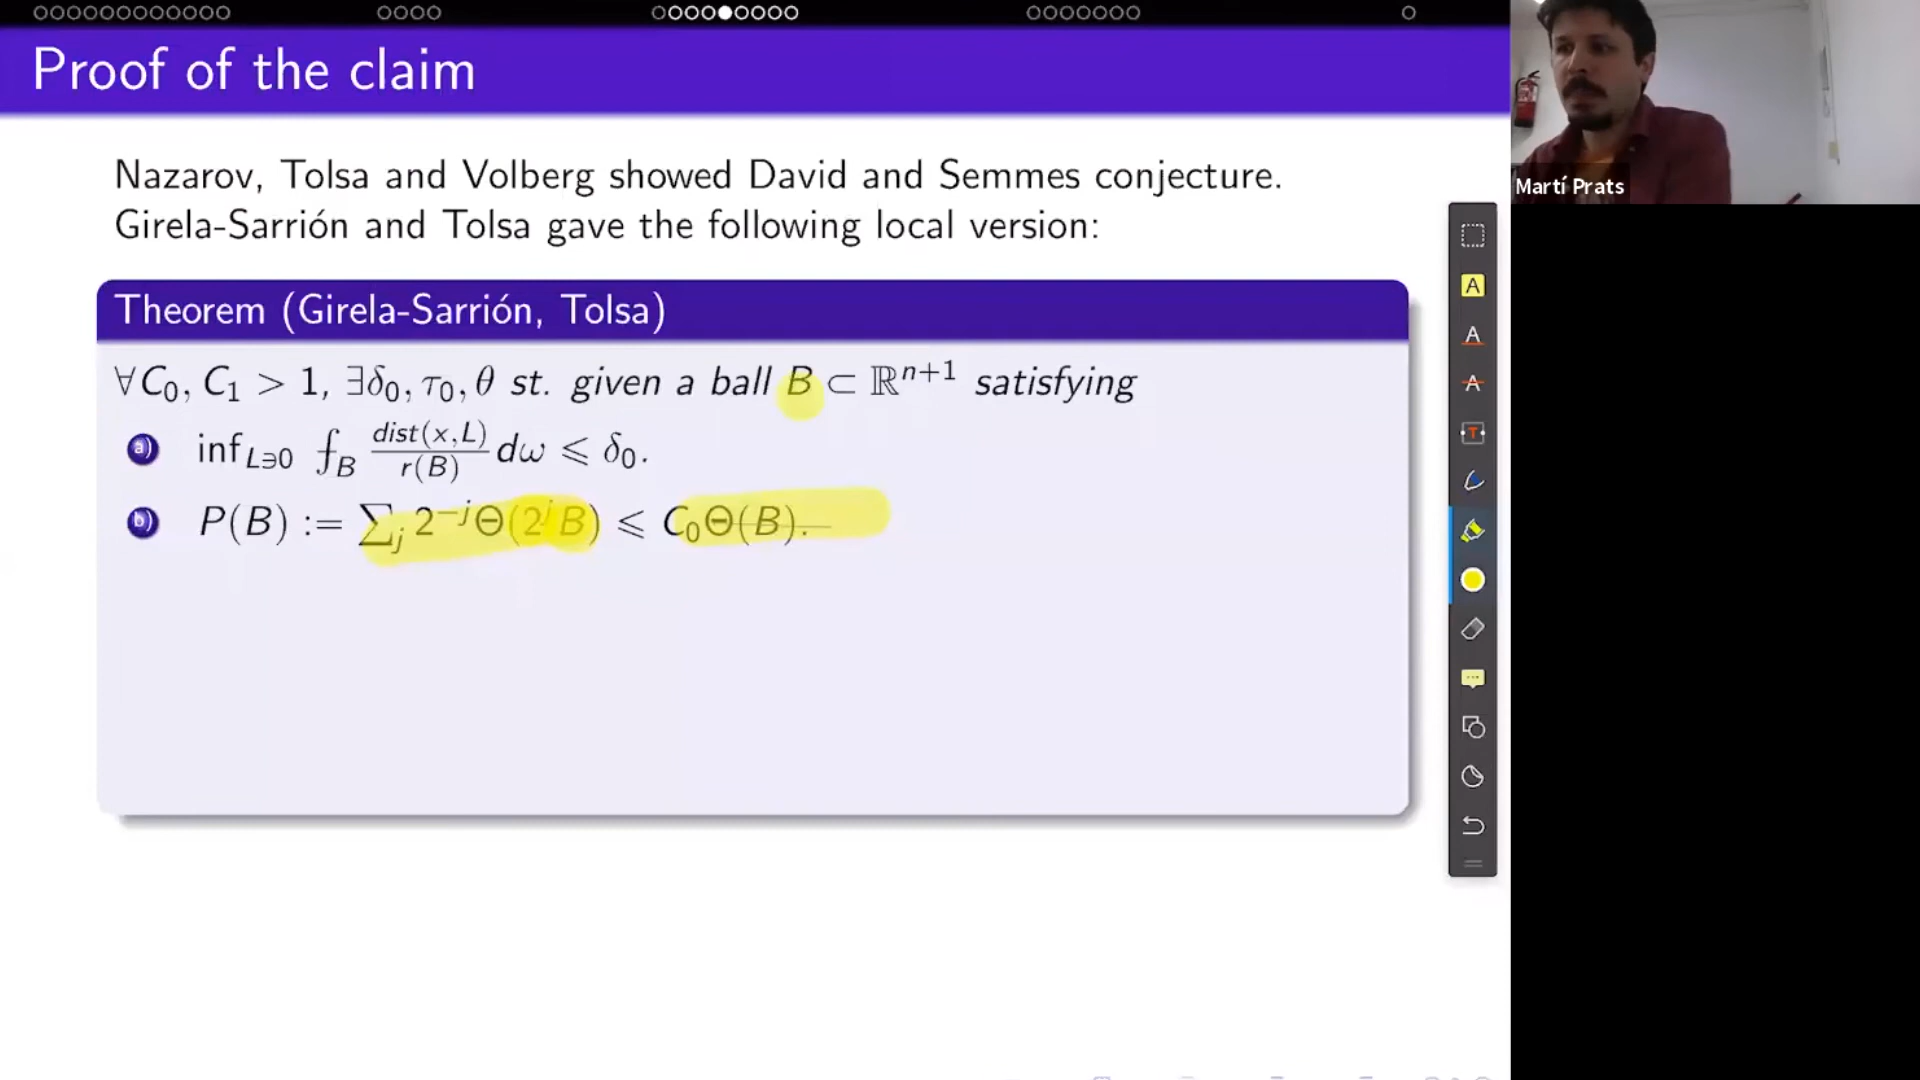 Proof of the claim
Nazarov, Tolsa and Volberg showed David and Semmes conjecture.
Girela-Sarrión and Tolsa gave the following local version:
Theorem (Girela-Sarrión, Tolsa)
∀C₀, C₁ > 1, ∃δ₀, τ₀, θ st. given a ball B ⊂ ℝⁿ⁺¹ satisfying
a) inf_{L∋0} ⨍_B dist(x,L)/r(B) dω ⩽ δ₀.
b) P(B) := ∑_j 2^{-j}Θ(2^j B) ⩽ C₀Θ(B).
Martí Prats
A
A
A
T